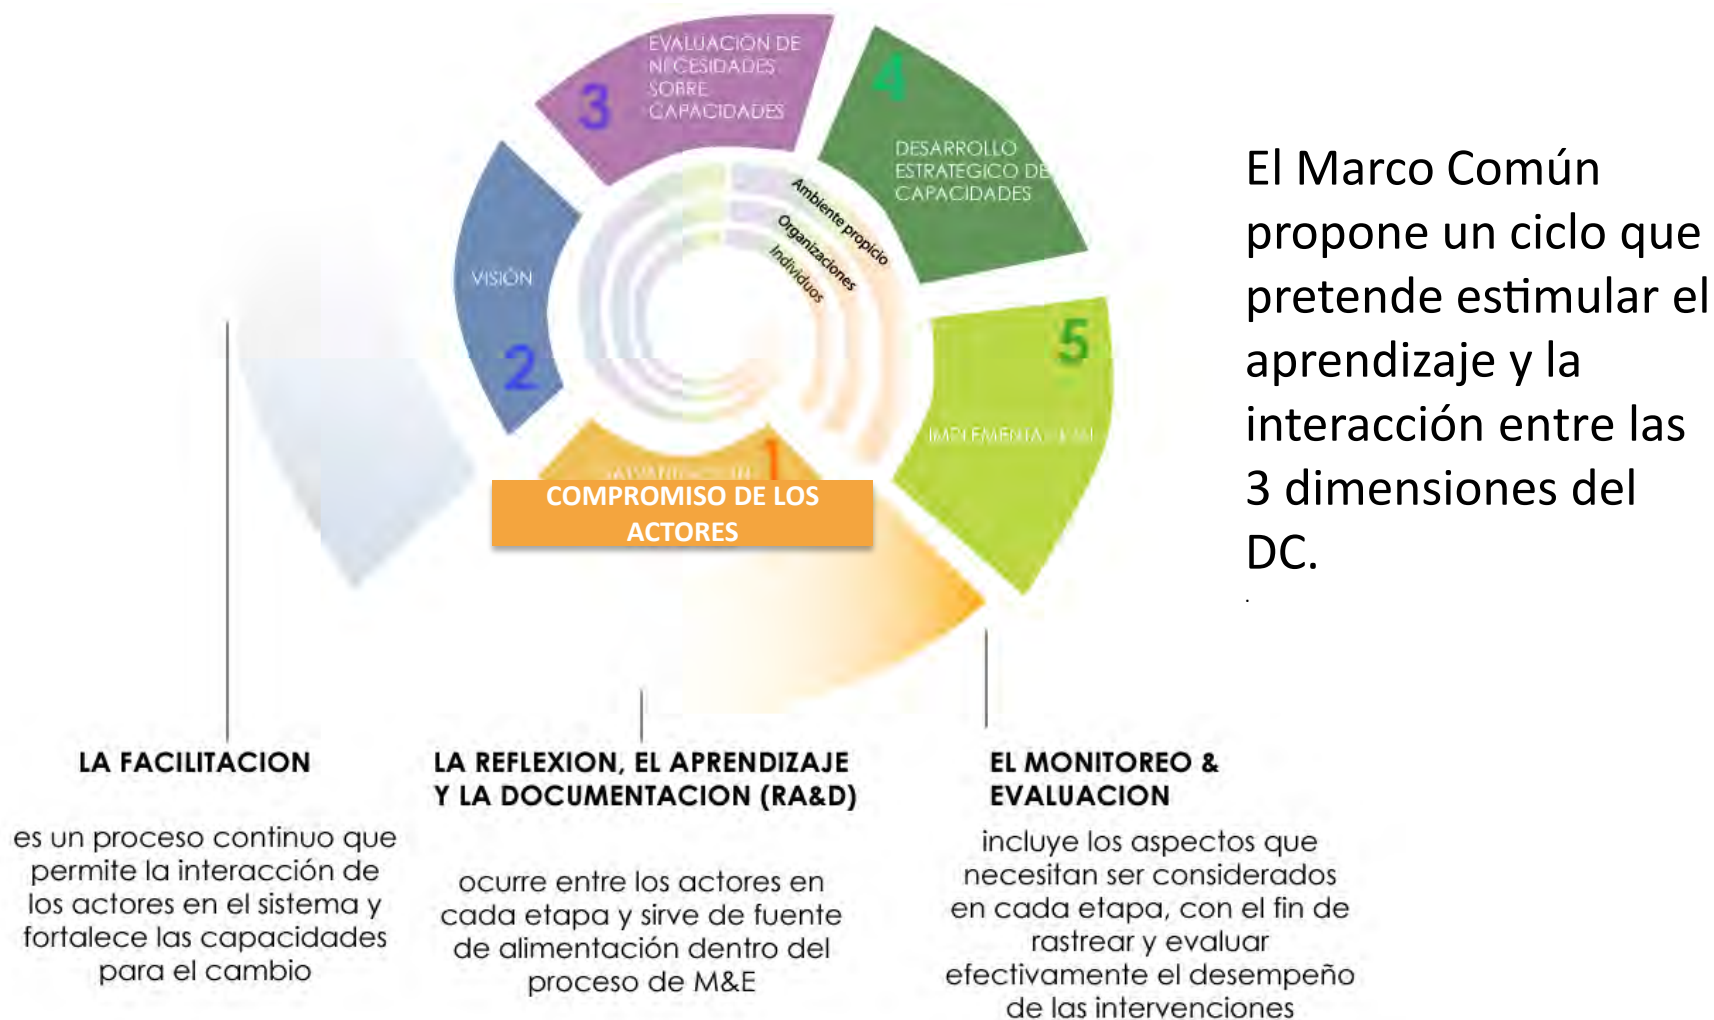 EVALUACION DE
NECESIDADES
SOBRE
CAPACIDADES
3
4
DESARROLLO
ESTRATEGICO DE
CAPACIDADES
Ambiente propicio
Organizaciones
Individuos
VISIÓN
2
5
1
COMPROMISO DE LOS
ACTORES
El Marco Común
propone un ciclo que
pretende estimular el
aprendizaje y la
interacción entre las
3 dimensiones del
DC.
.
LA FACILITACION
es un proceso continuo que
permite la interacción de
los actores en el sistema y
fortalece las capacidades
para el cambio
LA REFLEXION, EL APRENDIZAJE
Y LA DOCUMENTACION (RA&D)
ocurre entre los actores en
cada etapa y sirve de fuente
de alimentación dentro del
proceso de M&E
EL MONITOREO &
EVALUACION
incluye los aspectos que
necesitan ser considerados
en cada etapa, con el fin de
rastrear y evaluar
efectivamente el desempeño
de las intervenciones